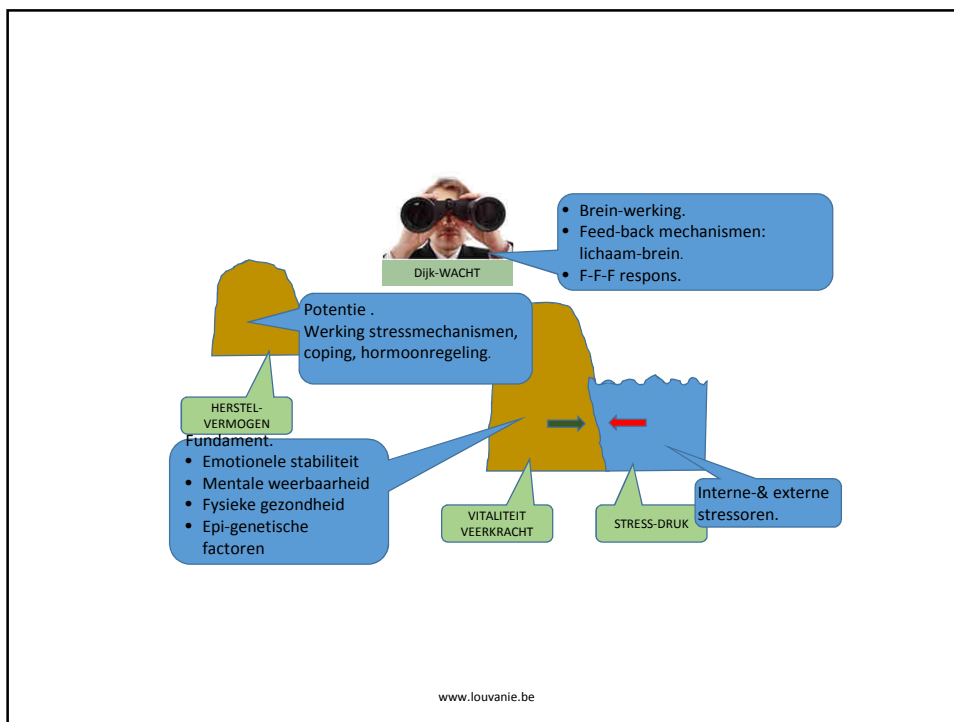 • Brein-werking.
• Feed-back mechanismen:
lichaam-brein.
• F-F-F respons.
Dijk-WACHT
Potentie .
Werking stressmechanismen,
coping, hormoonregeling.
HERSTEL-
VERMOGEN
Fundament.
• Emotionele stabiliteit
• Mentale weerbaarheid
• Fysieke gezondheid
• Epi-genetische
factoren
VITALITEIT
VEERKRACHT
STRESS-DRUK
Interne-& externe
stressoren.
www.louvanie.be